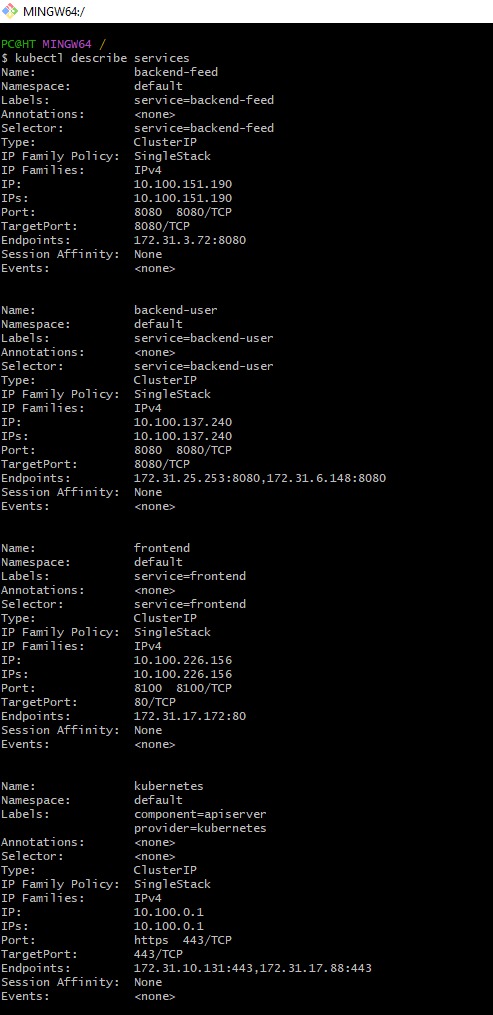 MINGW64:/
PC@HT MINGW64 /
$ kubectl describe services
Name:              backend-feed
Namespace:         default
Labels:            service=backend-feed
Annotations:       <none>
Selector:          service=backend-feed
Type:              ClusterIP
IP Family Policy:  SingleStack
IP Families:       IPv4
IP:                10.100.151.190
IPs:               10.100.151.190
Port:              8080  8080/TCP
TargetPort:        8080/TCP
Endpoints:         172.31.3.72:8080
Session Affinity:  None
Events:            <none>

Name:              backend-user
Namespace:         default
Labels:            service=backend-user
Annotations:       <none>
Selector:          service=backend-user
Type:              ClusterIP
IP Family Policy:  SingleStack
IP Families:       IPv4
IP:                10.100.137.240
IPs:               10.100.137.240
Port:              8080  8080/TCP
TargetPort:        8080/TCP
Endpoints:         172.31.25.253:8080,172.31.6.148:8080
Session Affinity:  None
Events:            <none>

Name:              frontend
Namespace:         default
Labels:            service=frontend
Annotations:       <none>
Selector:          service=frontend
Type:              ClusterIP
IP Family Policy:  SingleStack
IP Families:       IPv4
IP:                10.100.226.156
IPs:               10.100.226.156
Port:              8100  8100/TCP
TargetPort:        80/TCP
Endpoints:         172.31.17.172:80
Session Affinity:  None
Events:            <none>

Name:              kubernetes
Namespace:         default
Labels:            component=apiserver
                   provider=kubernetes
Annotations:       <none>
Selector:          <none>
Type:              ClusterIP
IP Family Policy:  SingleStack
IP Families:       IPv4
IP:                10.100.0.1
IPs:               10.100.0.1
Port:              https  443/TCP
TargetPort:        443/TCP
Endpoints:         172.31.10.131:443,172.31.17.88:443
Session Affinity:  None
Events:            <none>